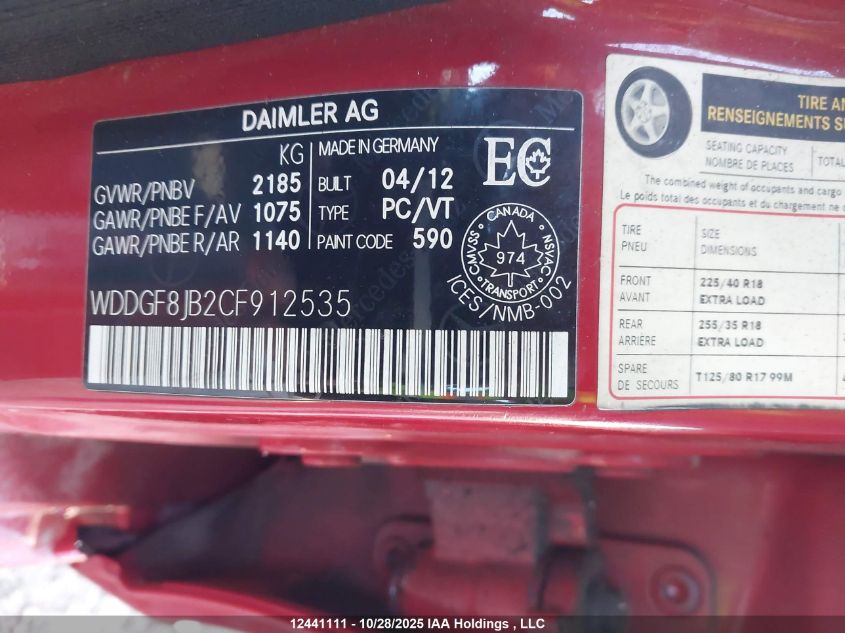 DAIMLER AG
KG
GVWR/PNBV 2185
GAWR/PNBE F/AV 1075
GAWR/PNBE R/AR 1140
MADE IN GERMANY
BUILT 04/12
TYPE PC/VT
PAINT CODE 590
EC
CANADA
CMVSS 974 NSVAC
TRANSPORT
ICES/NMB-002
WDDGF8JB2CF912535
TIRE AN
RENSEIGNEMENTS SU
SEATING CAPACITY
NOMBRE DE PLACES
TOTAL
The combined weight of occupants and cargo
Le poids total des occupants et du chargement ne d
TIRE SIZE
PNEU DIMENSIONS
FRONT 225/40 R18
AVANT EXTRA LOAD
REAR 255/35 R18
ARRIÈRE EXTRA LOAD
SPARE T125/80 R17 99M
DE SECOURS
12441111 - 10/28/2025 IAA Holdings , LLC